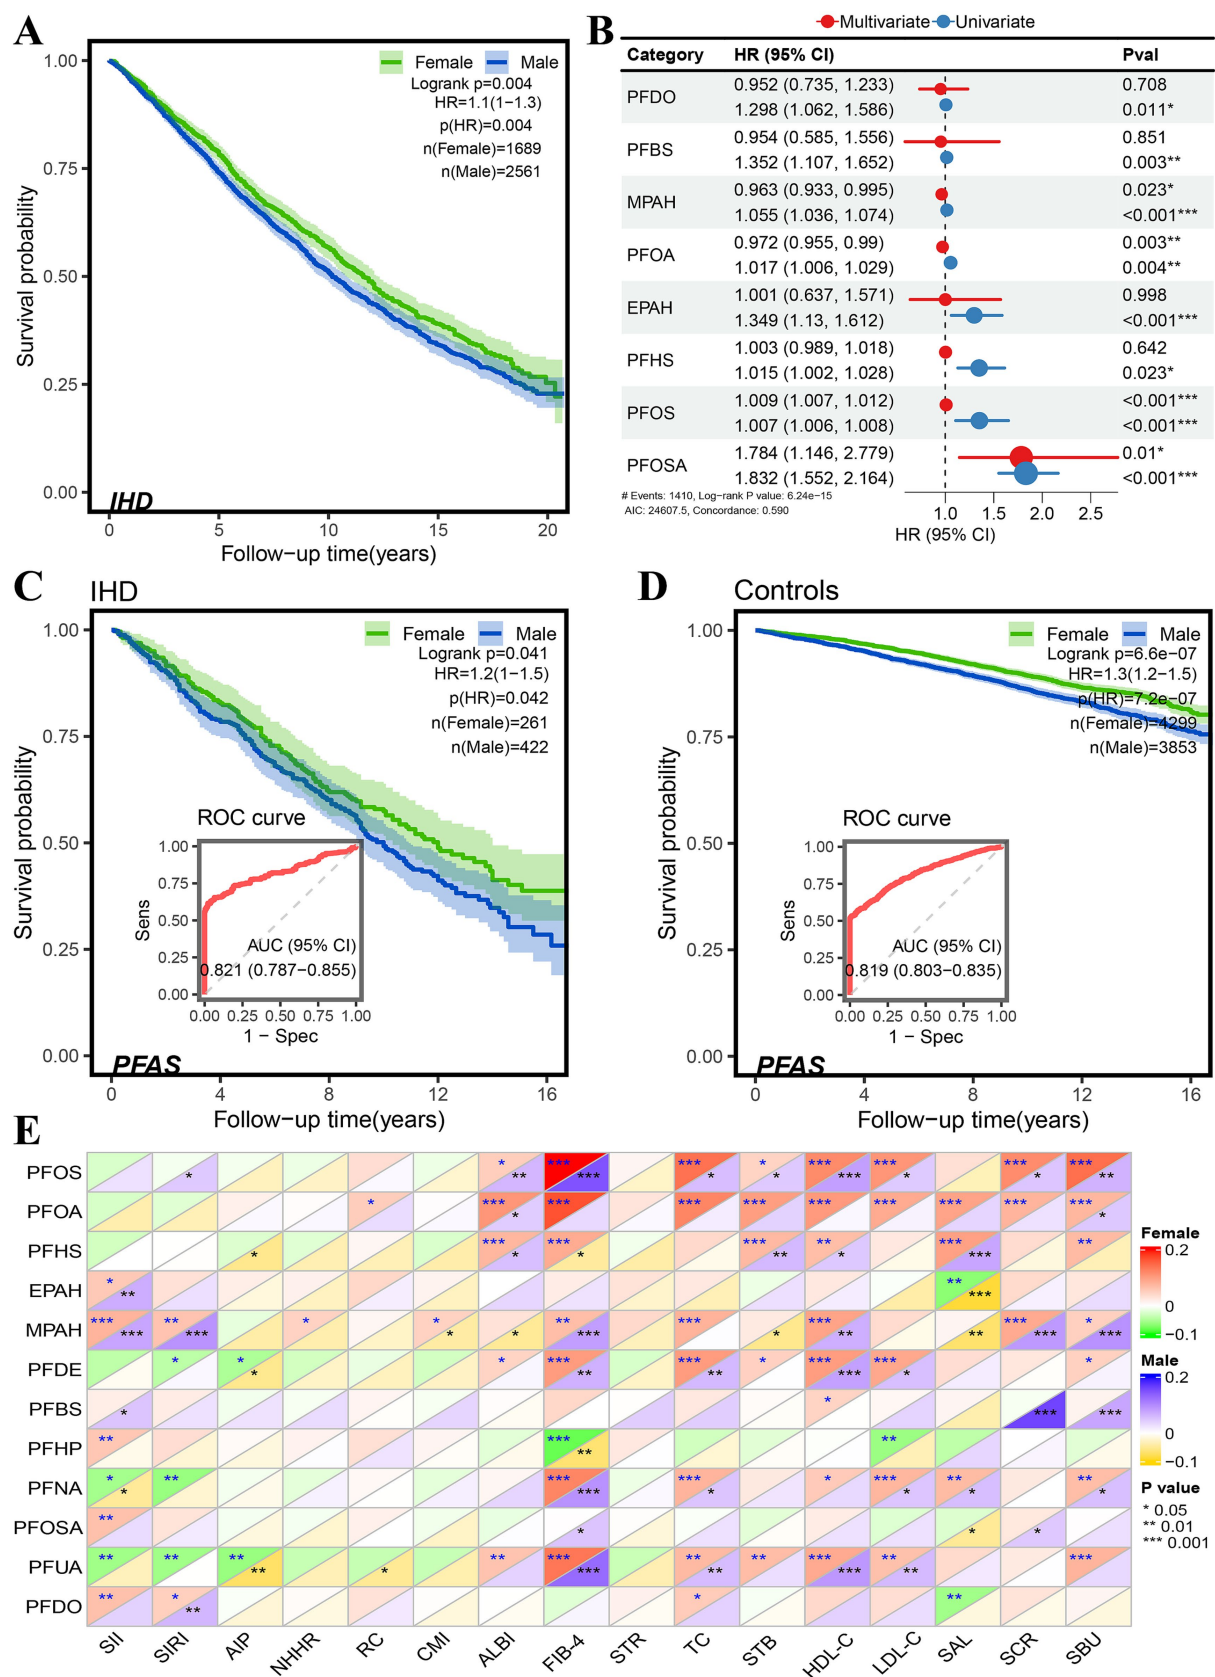 A
1.00
0.75
0.50
0.25
0.00
Survival probability
Female Male
Logrank p=0.004
HR=1.1(1−1.3)
p(HR)=0.004
n(Female)=1689
n(Male)=2561
IHD
0 5 10 15 20
Follow−up time(years)
B
Multivariate Univariate
Category HR (95% CI) Pval
PFDO
0.952 (0.735, 1.233) 0.708
1.298 (1.062, 1.586) 0.011*
PFBS
0.954 (0.585, 1.556) 0.851
1.352 (1.107, 1.652) 0.003**
MPAH
0.963 (0.933, 0.995) 0.023*
1.055 (1.036, 1.074) <0.001***
PFOA
0.972 (0.955, 0.99) 0.003**
1.017 (1.006, 1.029) 0.004**
EPAH
1.001 (0.637, 1.571) 0.998
1.349 (1.13, 1.612) <0.001***
PFHS
1.003 (0.989, 1.018) 0.642
1.015 (1.002, 1.028) 0.023*
PFOS
1.009 (1.007, 1.012) <0.001***
1.007 (1.006, 1.008) <0.001***
PFOSA
1.784 (1.146, 2.779) 0.01*
1.832 (1.552, 2.164) <0.001***
# Events: 1410, Log−rank P value: 6.24e−15
AIC: 24607.5, Concordance: 0.590
1.0 1.5 2.0 2.5
HR (95% CI)
C
IHD
1.00
0.75
0.50
0.25
0.00
Survival probability
Female Male
Logrank p=0.041
HR=1.2(1−1.5)
p(HR)=0.042
n(Female)=261
n(Male)=422
ROC curve
1.00
0.75
0.50
0.25
0.00
Sens
AUC (95% CI)
0.821 (0.787−0.855)
0.00 0.25 0.50 0.75 1.00
1 − Spec
PFAS
0 4 8 12 16
Follow−up time(years)
D
Controls
1.00
0.75
0.50
0.25
0.00
Survival probability
Female Male
Logrank p=6.6e−07
HR=1.3(1.2−1.5)
p(HR)=7.2e−07
n(Female)=4299
n(Male)=3853
ROC curve
1.00
0.75
0.50
0.25
0.00
Sens
AUC (95% CI)
0.819 (0.803−0.835)
0.00 0.25 0.50 0.75 1.00
1 − Spec
PFAS
0 4 8 12 16
Follow−up time(years)
E
PFOS
PFOA
PFHS
EPAH
MPAH
PFDE
PFBS
PFHP
PFNA
PFOSA
PFUA
PFDO
SII SIRI AIP NHHR RC CMI ALBI FIB-4 STR TC STB HDL-C LDL-C SAL SCR SBU
Female
0.2
0
−0.1
Male
0.2
0
−0.1
P value
* 0.05
** 0.01
*** 0.001